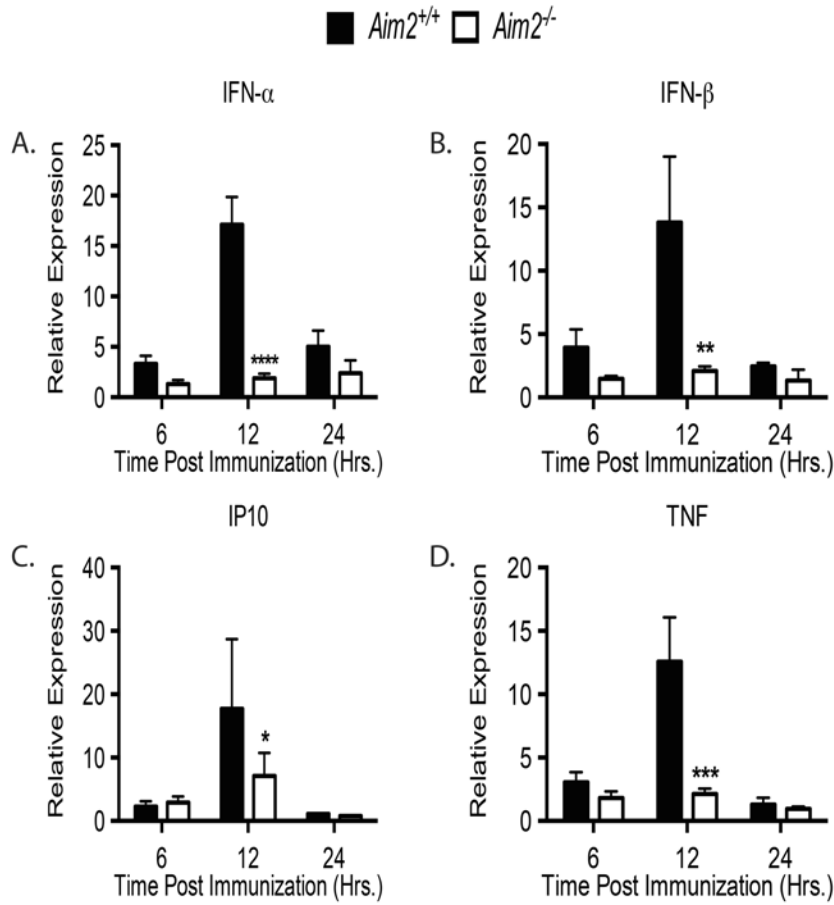 Aim2+/+ Aim2-/-
IFN-α
A.
Relative Expression
25
20
15
10
5
0
****
6 12 24
Time Post Immunization (Hrs.)
IFN-β
B.
Relative Expression
20
15
10
5
0
**
6 12 24
Time Post Immunization (Hrs.)
IP10
C.
Relative Expression
40
30
20
10
0
*
6 12 24
Time Post Immunization (Hrs.)
TNF
D.
Relative Expression
20
15
10
5
0
***
6 12 24
Time Post Immunization (Hrs.)